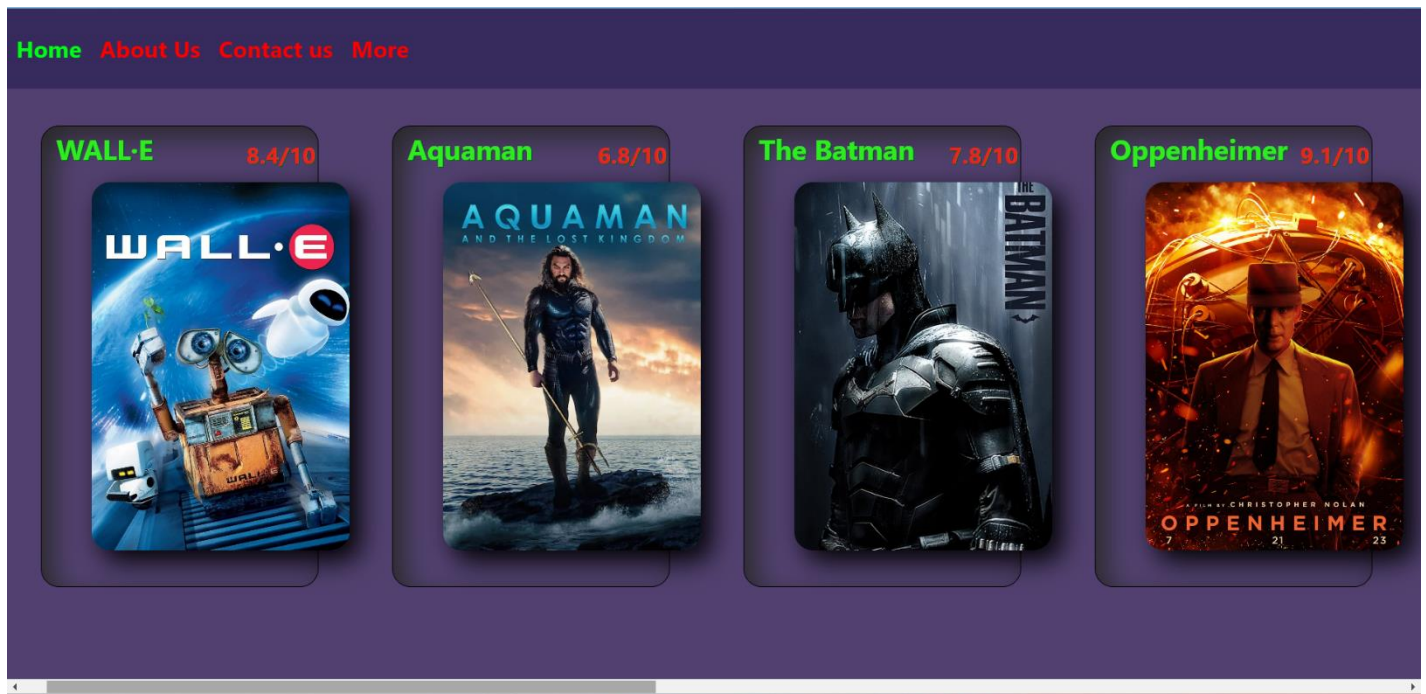 Home About Us Contact us More
WALL·E 8.4/10
Aquaman 6.8/10
The Batman 7.8/10
Oppenheimer 9.1/10
WALL·E
WALL·E
AQUAMAN
AND THE LOST KINGDOM
THE
BATMAN
A FILM BY CHRISTOPHER NOLAN
OPPENHEIMER
7 21 23